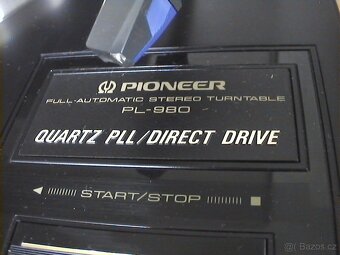 PIONEER
FULL-AUTOMATIC STEREO TURNTABLE
PL-980
QUARTZ PLL/DIRECT DRIVE
START/STOP
Bazos.cz